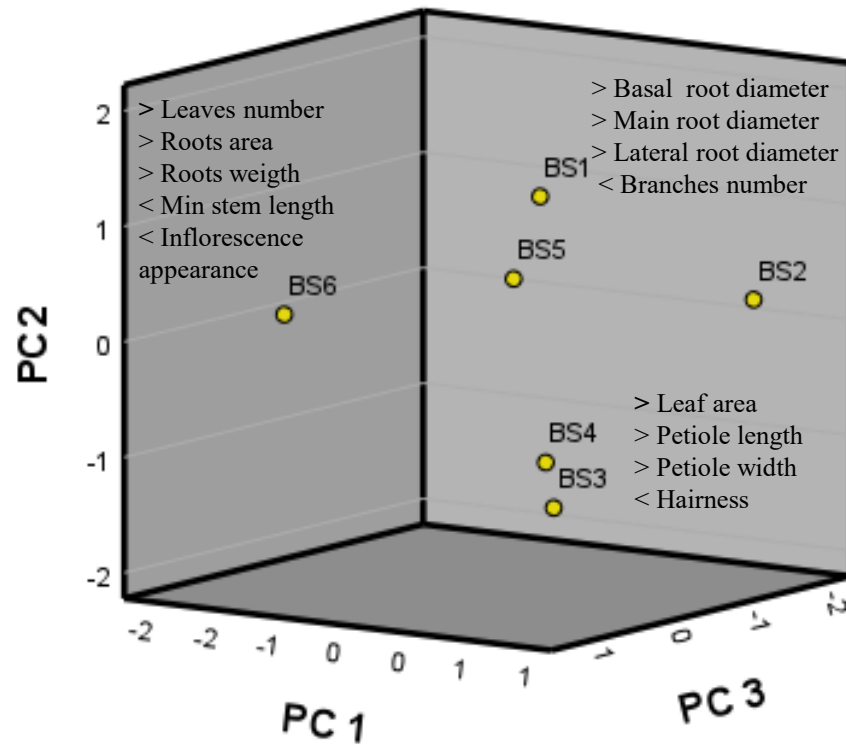 > Leaves number
> Roots area
> Roots weigth
< Min stem length
< Inflorescence
appearance
> Basal root diameter
> Main root diameter
> Lateral root diameter
< Branches number
BS1
BS5
BS2
BS6
> Leaf area
> Petiole length
> Petiole width
< Hairness
BS4
BS3
PC2
2
1
0
-1
-2
-2
-2
-1
0
0
1
1
PC 1
1
0
-1
-2
PC 3